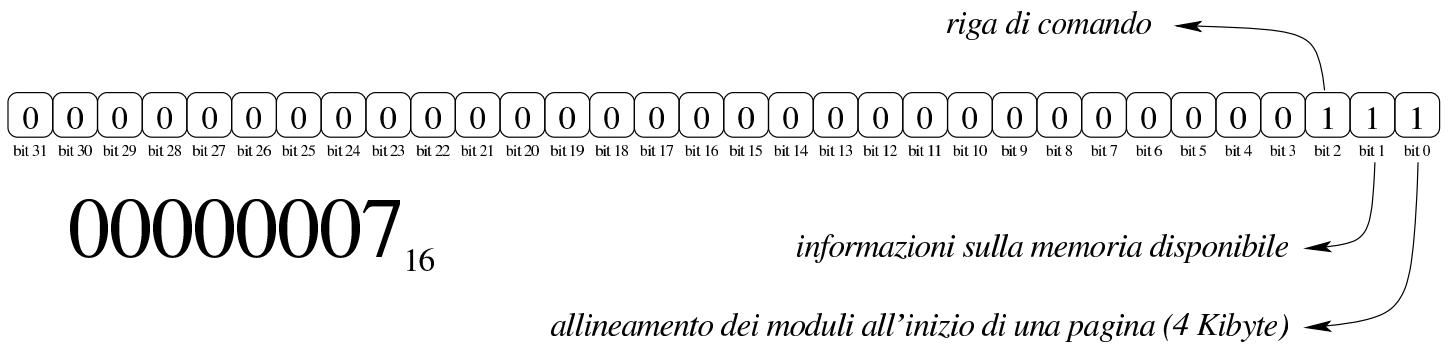 riga di comando
0 0 0 0 0 0 0 0 0 0 0 0 0 0 0 0 0 0 0 0 0 0 0 0 0 0 0 0 0 1 1 1
bit 31 bit 30 bit 29 bit 28 bit 27 bit 26 bit 25 bit 24 bit 23 bit 22 bit 21 bit 20 bit 19 bit 18 bit 17 bit 16 bit 15 bit 14 bit 13 bit 12 bit 11 bit 10 bit 9 bit 8 bit 7 bit 6 bit 5 bit 4 bit 3 bit 2 bit 1 bit 0
00000007 16
informazioni sulla memoria disponibile
allineamento dei moduli all'inizio di una pagina (4 Kibyte)